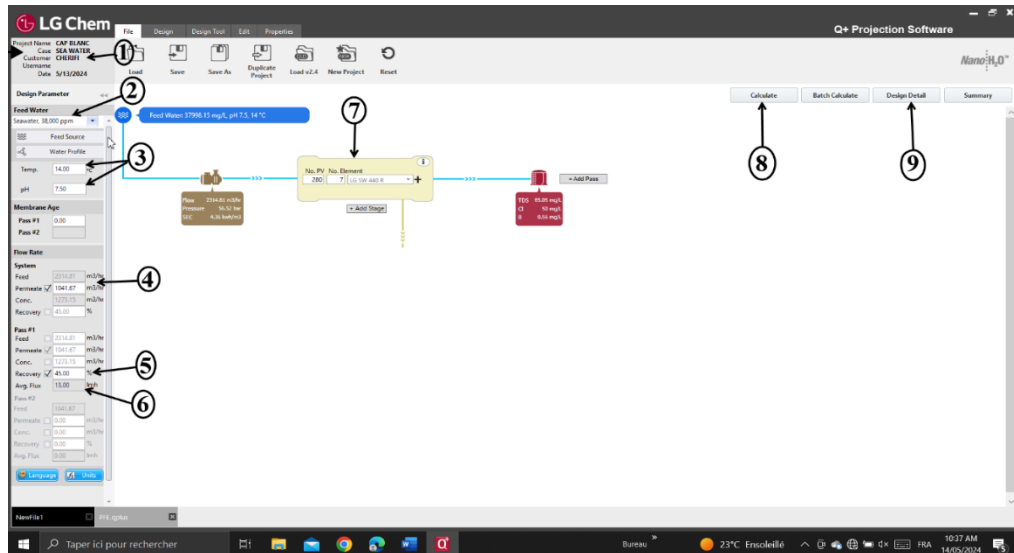 LG Chem
File Design Design Tool Edit Properties
Q+ Projection Software
Project Name CAP BLANC
Case SEA WATER
Customer CHERIFI
Username
Date 5/13/2024
1
Load Save Save As Duplicate Project Load v2.4 New Project Reset
NanoH2O™
Design Parameter <<
2
Calculate Batch Calculate Design Detail Summary
Feed Water
Seawater, 38,000 ppm
Feed Water: 37998.15 mg/L, pH 7.5, 14 °C
7
8
9
Feed Source
Water Profile
3
Temp. 14.00 °C
pH 7.50
No. PV No. Element
280 7 LG SW 440 R
+ Add Stage
+ Add Pass
Flow 2314.81 m3/hr
Pressure 56.52 bar
SEC 4.36 kwh/m3
TDS 85.05 mg/L
Cl 50 mg/L
B
Membrane Age
Pass #1 0.00
Pass #2
Flow Rate
System
Feed 2314.81 m3/hr
Permeate 1041.67 m3/hr
4
Conc. 1273.15 m3/hr
Recovery 45.00 %
Pass #1
Feed 2314.81 m3/hr
Permeate 1041.67 m3/hr
Conc. 1273.15 m3/hr
Recovery 45.00 %
5
Avg. Flux 13.00 lmh
6
Pass #2
Feed 1041.67
Permeate 0.00 m3/hr
Conc. 0.00 m3/hr
Recovery 0.00 %
Avg. Flux 0.00 lmh
Language Units
NewFile1
PFE.qplus
Taper ici pour rechercher
Bureau
23°C Ensoleillé
FRA
10:37 AM
14/05/2024
5